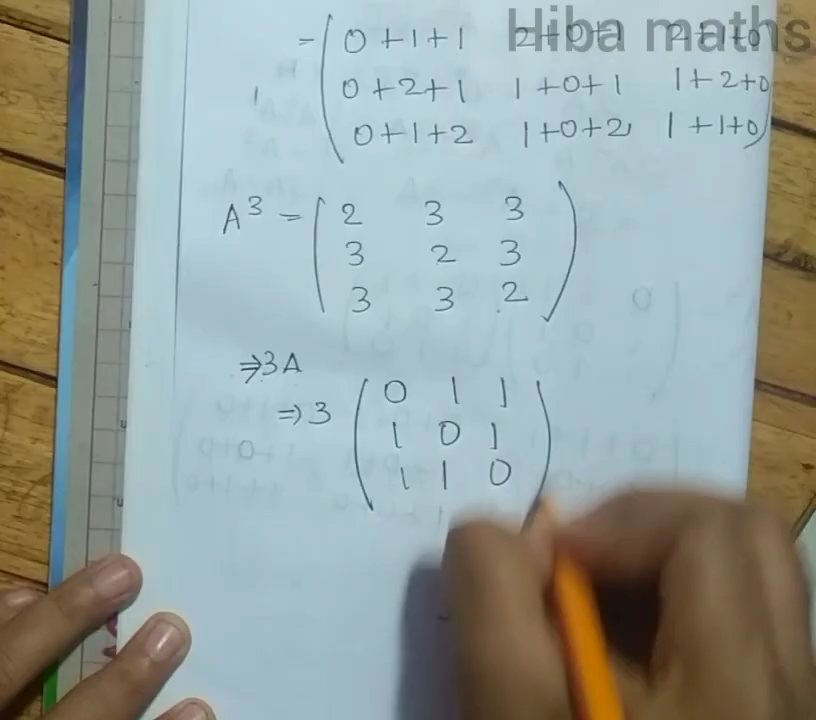 Hiba maths
= ( 0+1+1 2+0+1 2+1+0
0+2+1 1+0+1 1+2+0
0+1+2 1+0+2 1+1+0 )
A³ = ( 2 3 3
3 2 3
3 3 2 )
⇒3A
⇒ 3 ( 0 1 1
1 0 1
1 1 0 )